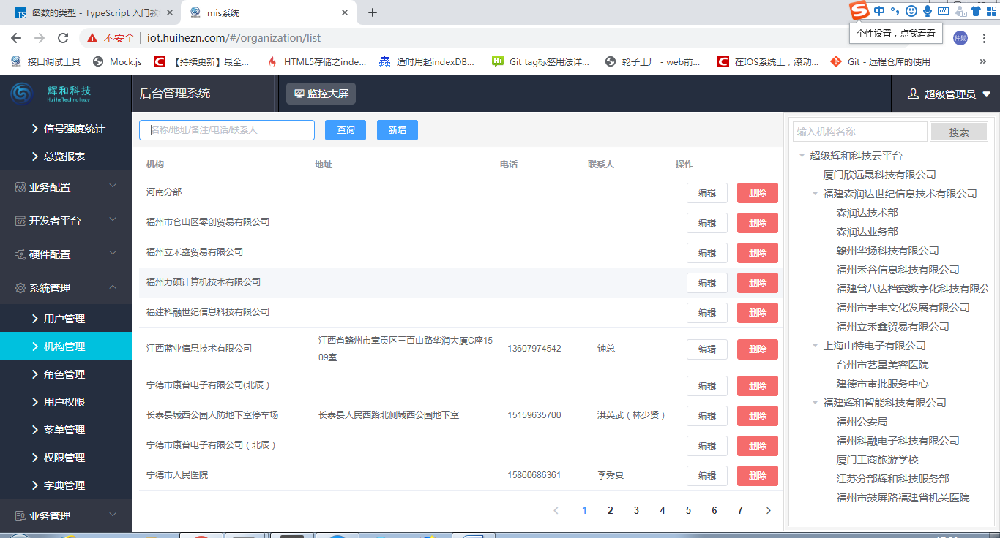 函数的类型 - TypeScript 入门教
mis系统
中
个性设置，点我看看
不安全
iot.huihezn.com/#/organization/list
仲勋
接口调试工具
Mock.js
【持续更新】最全...
HTML5存储之inde...
适时用起indexDB...
Git tag标签用法详...
轮子工厂 - web前...
在IOS系统上，滚动...
Git - 远程仓库的使用
辉和科技
HuiheTechnology
后台管理系统
监控大屏
超级管理员
信号强度统计
总览报表
业务配置
开发者平台
硬件配置
系统管理
用户管理
机构管理
角色管理
用户权限
菜单管理
权限管理
字典管理
业务管理
名称/地址/备注/电话/联系人
查询
新增
机构 地址 电话 联系人 操作
河南分部 编辑 删除
福州市仓山区零创贸易有限公司 编辑 删除
福州立禾鑫贸易有限公司 编辑 删除
福州力硕计算机技术有限公司 编辑 删除
福建科融世纪信息科技有限公司 编辑 删除
江西蓝业信息技术有限公司 江西省赣州市章贡区三百山路华润大厦C座15 13607974542 钟总 编辑 删除
09室
宁德市康普电子有限公司(北辰 ) 编辑 删除
长泰县城西公园人防地下室停车场 长泰县人民西路北侧城西公园地下室 15159635700 洪英武（林少贤） 编辑 删除
宁德市康普电子有限公司（北辰） 编辑 删除
宁德市人民医院 15860686361 李秀夏 编辑 删除
1 2 3 4 5 6 7
输入机构名称
搜索
超级辉和科技云平台
厦门欣远晟科技有限公司
福建森润达世纪信息技术有限公司
森润达技术部
森润达业务部
赣州华扬科技有限公司
福州禾谷信息科技有限公司
福建省八达档案数字化科技有限公
福州市宇丰文化发展有限公司
福州立禾鑫贸易有限公司
上海山特电子有限公司
台州市艺星美容医院
建德市审批服务中心
福建辉和智能科技有限公司
福州公安局
福州科融电子科技有限公司
厦门工商旅游学校
江苏分部辉和科技服务部
福州市鼓屏路福建省机关医院